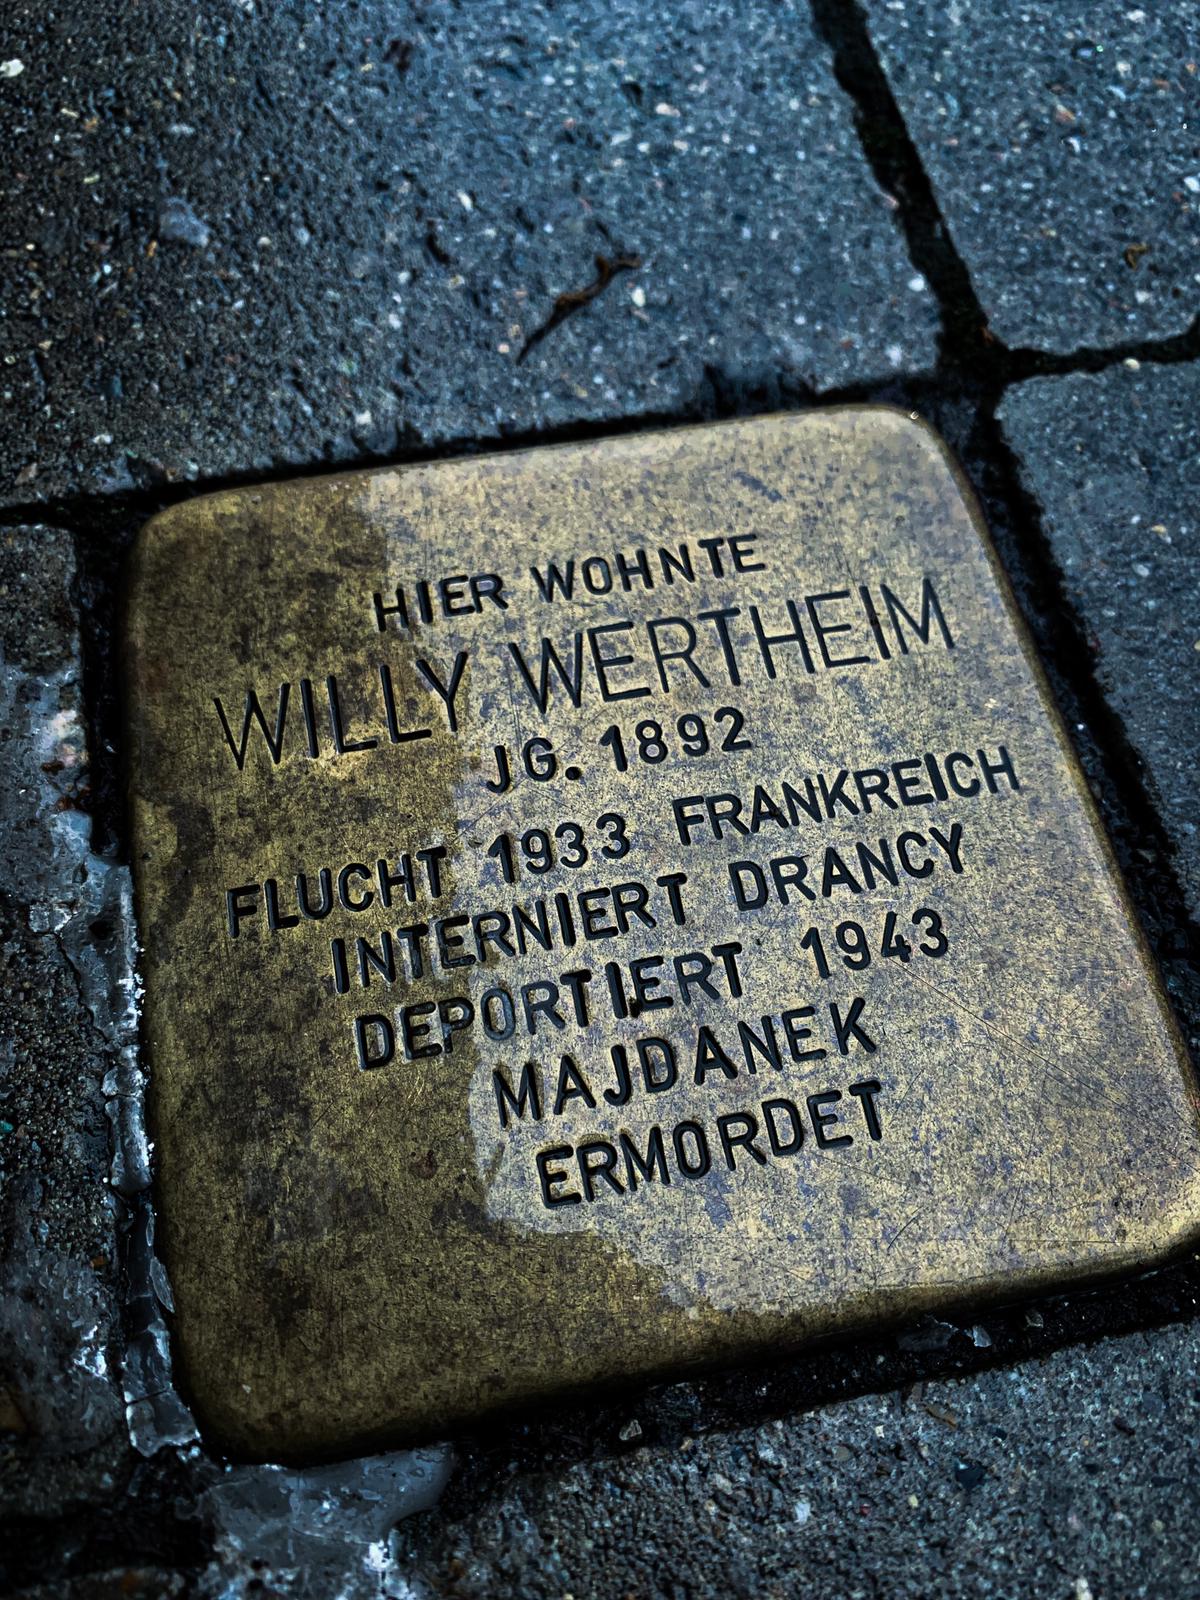 HIER WOHNTE
WILLY WERTHEIM
JG. 1892
FLUCHT 1933 FRANKREICH
INTERNIERT DRANCY
DEPORTIERT 1943
MAJDANEK
ERMORDET